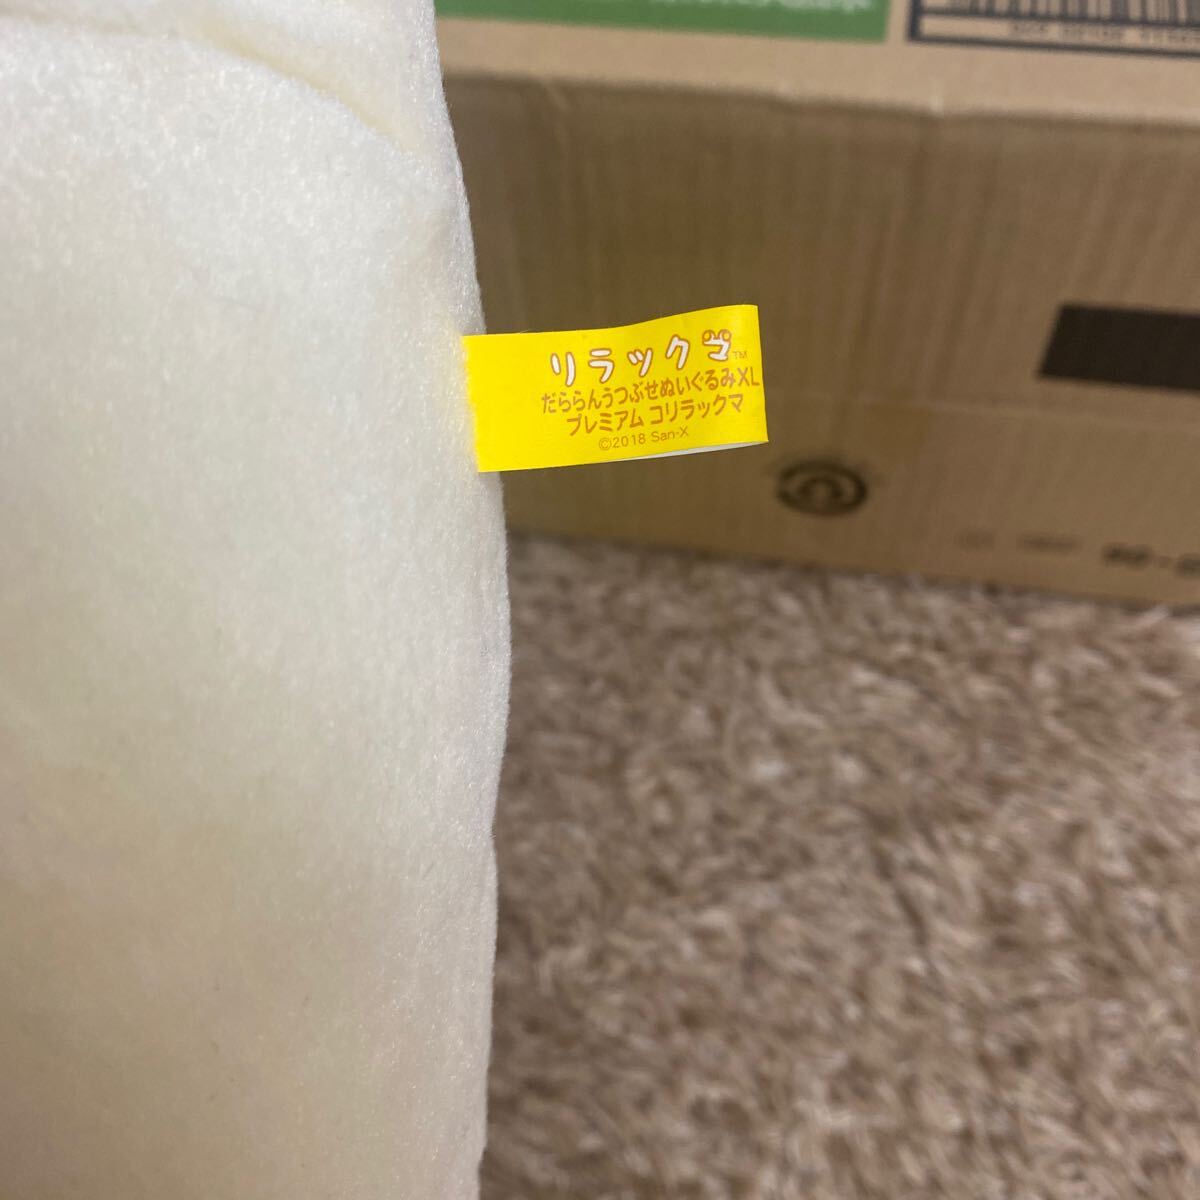 リラックマ™
だららんうつぶせぬいぐるみXL
プレミアム コリラックマ
©2018 San-X